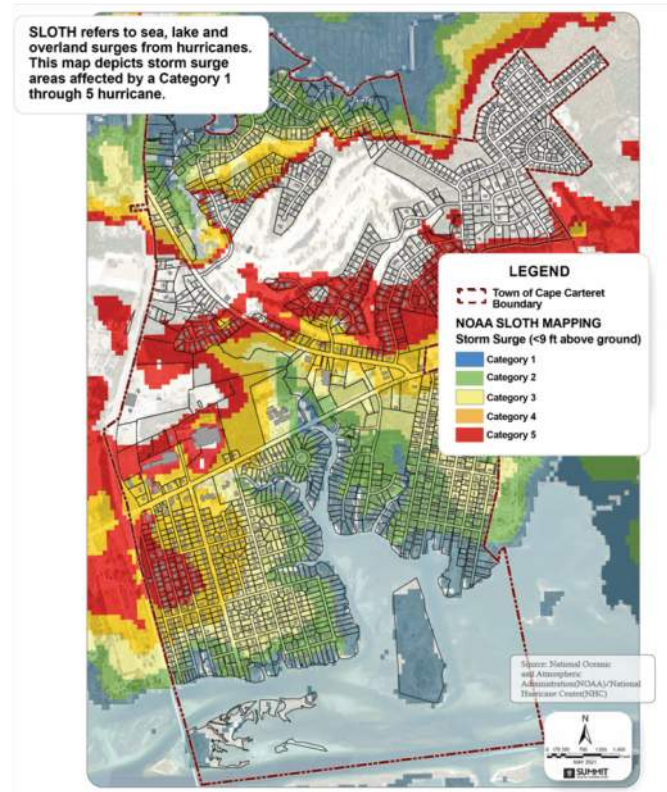 SLOTH refers to sea, lake and
overland surges from hurricanes.
This map depicts storm surge
areas affected by a Category 1
through 5 hurricane.
LEGEND
Town of Cape Carteret
Boundary
NOAA SLOTH MAPPING
Storm Surge (<9 ft above ground)
Category 1
Category 2
Category 3
Category 4
Category 5
Source: National Oceanic
and Atmospheric
Administration(NOAA)/National
Hurricane Center(NHC)
N
MAY 2021
SUMMIT